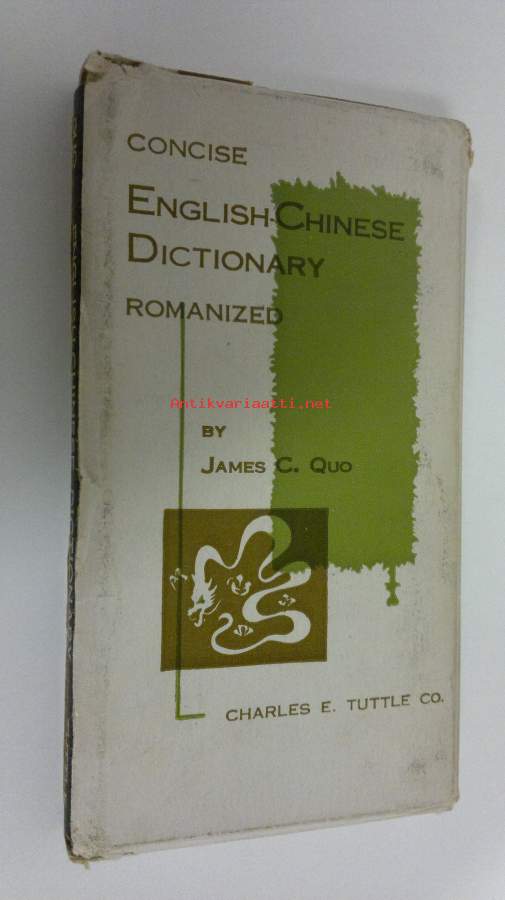 CONCISE
ENGLISH-CHINESE
DICTIONARY
ROMANIZED
Antikvariaatti.net
BY
JAMES C. QUO
CHARLES E. TUTTLE CO.